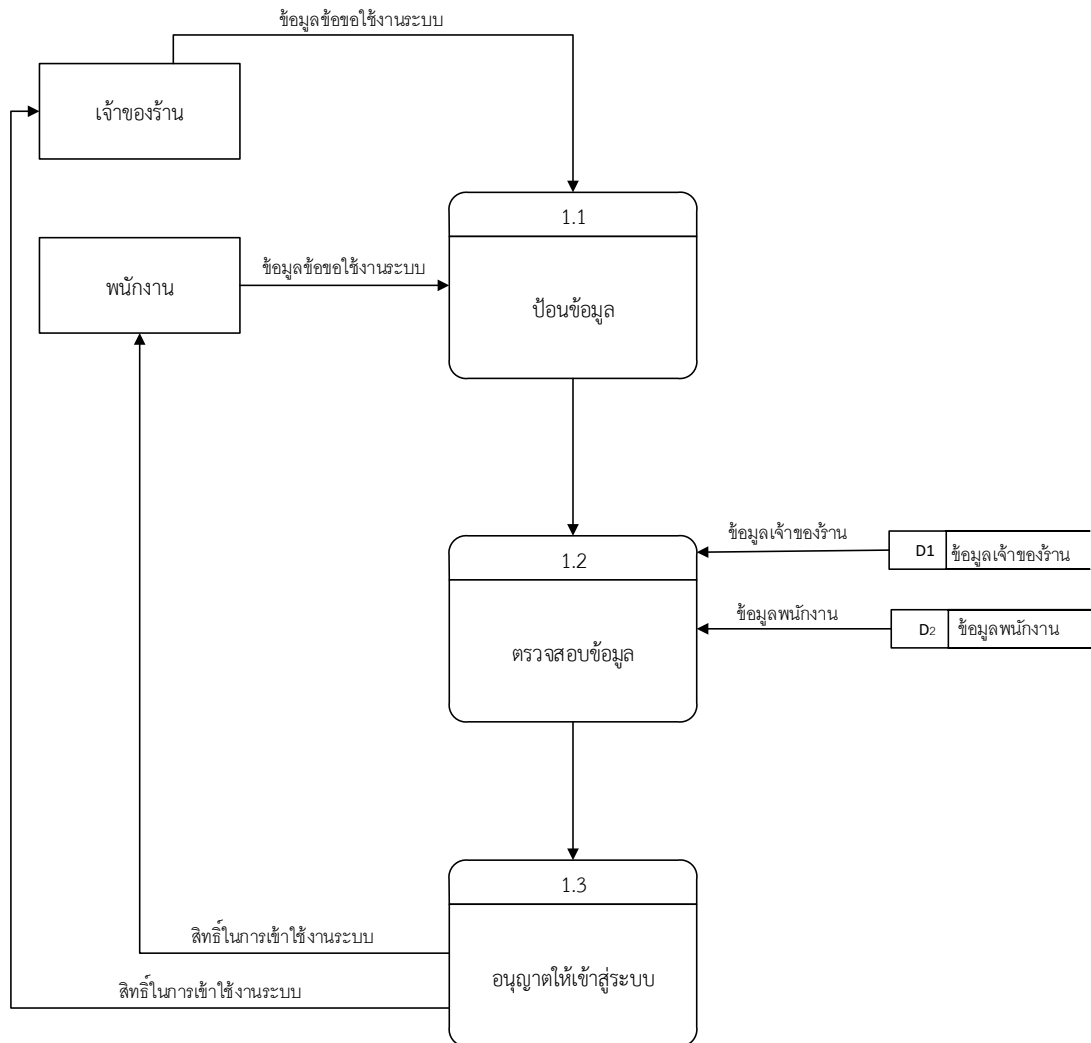 ข้อมูลข้อขอใช้งานระบบ
เจ้าของร้าน
1.1
พนักงาน
ข้อมูลข้อขอใช้งานระบบ
ป้อนข้อมูล
ข้อมูลเจ้าของร้าน
D1 ข้อมูลเจ้าของร้าน
1.2
ข้อมูลพนักงาน
D2 ข้อมูลพนักงาน
ตรวจสอบข้อมูล
1.3
สิทธิ์ในการเข้าใช้งานระบบ
อนุญาตให้เข้าสู่ระบบ
สิทธิ์ในการเข้าใช้งานระบบ